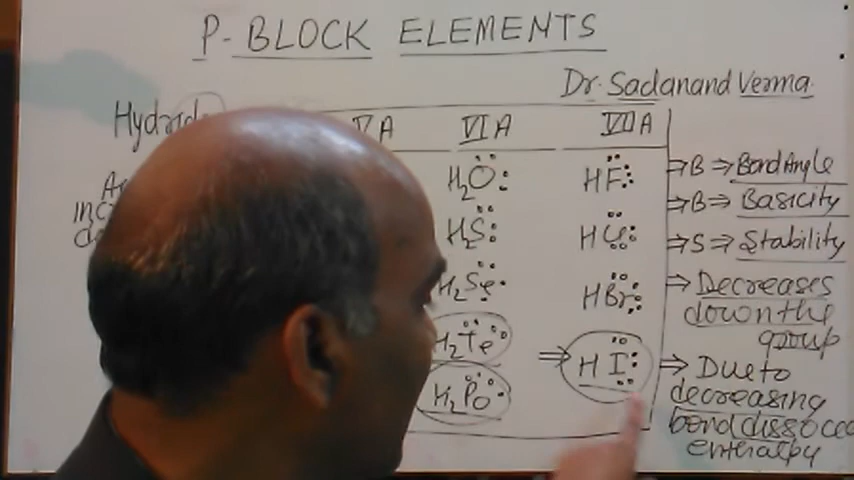 P-BLOCK ELEMENTS
Dr. Sadanand Verma
VA VIA VIIA
H2O HF
H2S HCl
H2Se HBr
H2Te ⇒ HI
H2Po
⇒ B ⇒ Bond Angle
⇒ B ⇒ Basicity
⇒ S ⇒ Stability
⇒ Decreases
down the
group
⇒ Due to
decreasing
bond
enthalpy